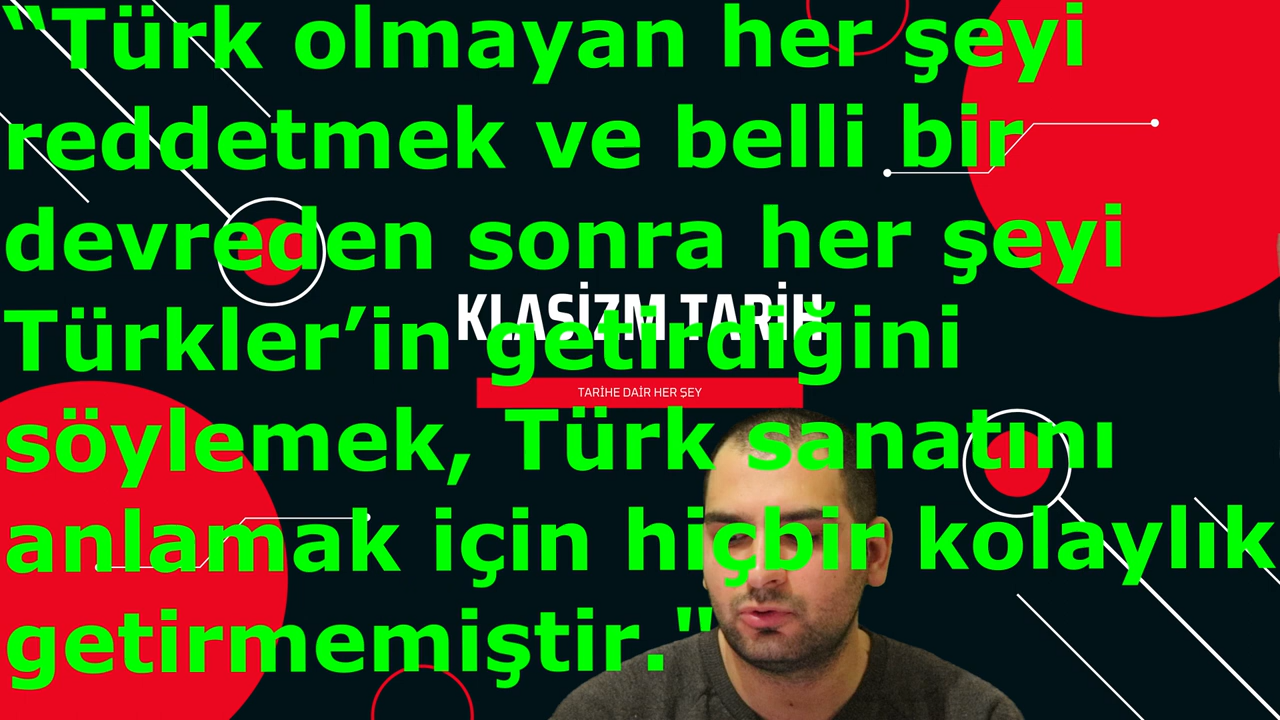 “Türk olmayan her şeyi
reddetmek ve belli bir
devreden sonra her şeyi
KLASİZM TARİH
Türkler’in getirdiğini
TARİHE DAİR HER ŞEY
söylemek, Türk sanatını
anlamak için hiçbir kolaylık
getirmemiştir."